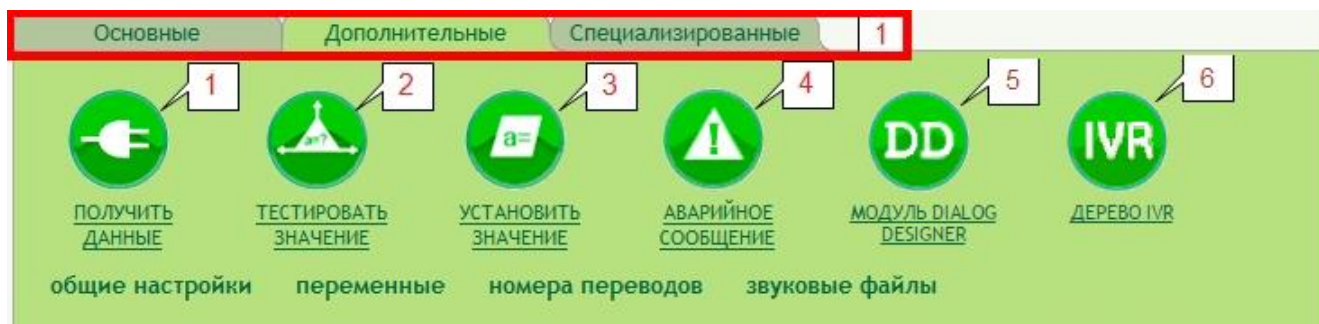 Основные Дополнительные Специализированные 1
1 2 3 4 5 6
a=? a= ! DD IVR
ПОЛУЧИТЬ ТЕСТИРОВАТЬ УСТАНОВИТЬ АВАРИЙНОЕ МОДУЛЬ DIALOG ДЕРЕВО IVR
ДАННЫЕ ЗНАЧЕНИЕ ЗНАЧЕНИЕ СООБЩЕНИЕ DESIGNER
общие настройки переменные номера переводов звуковые файлы